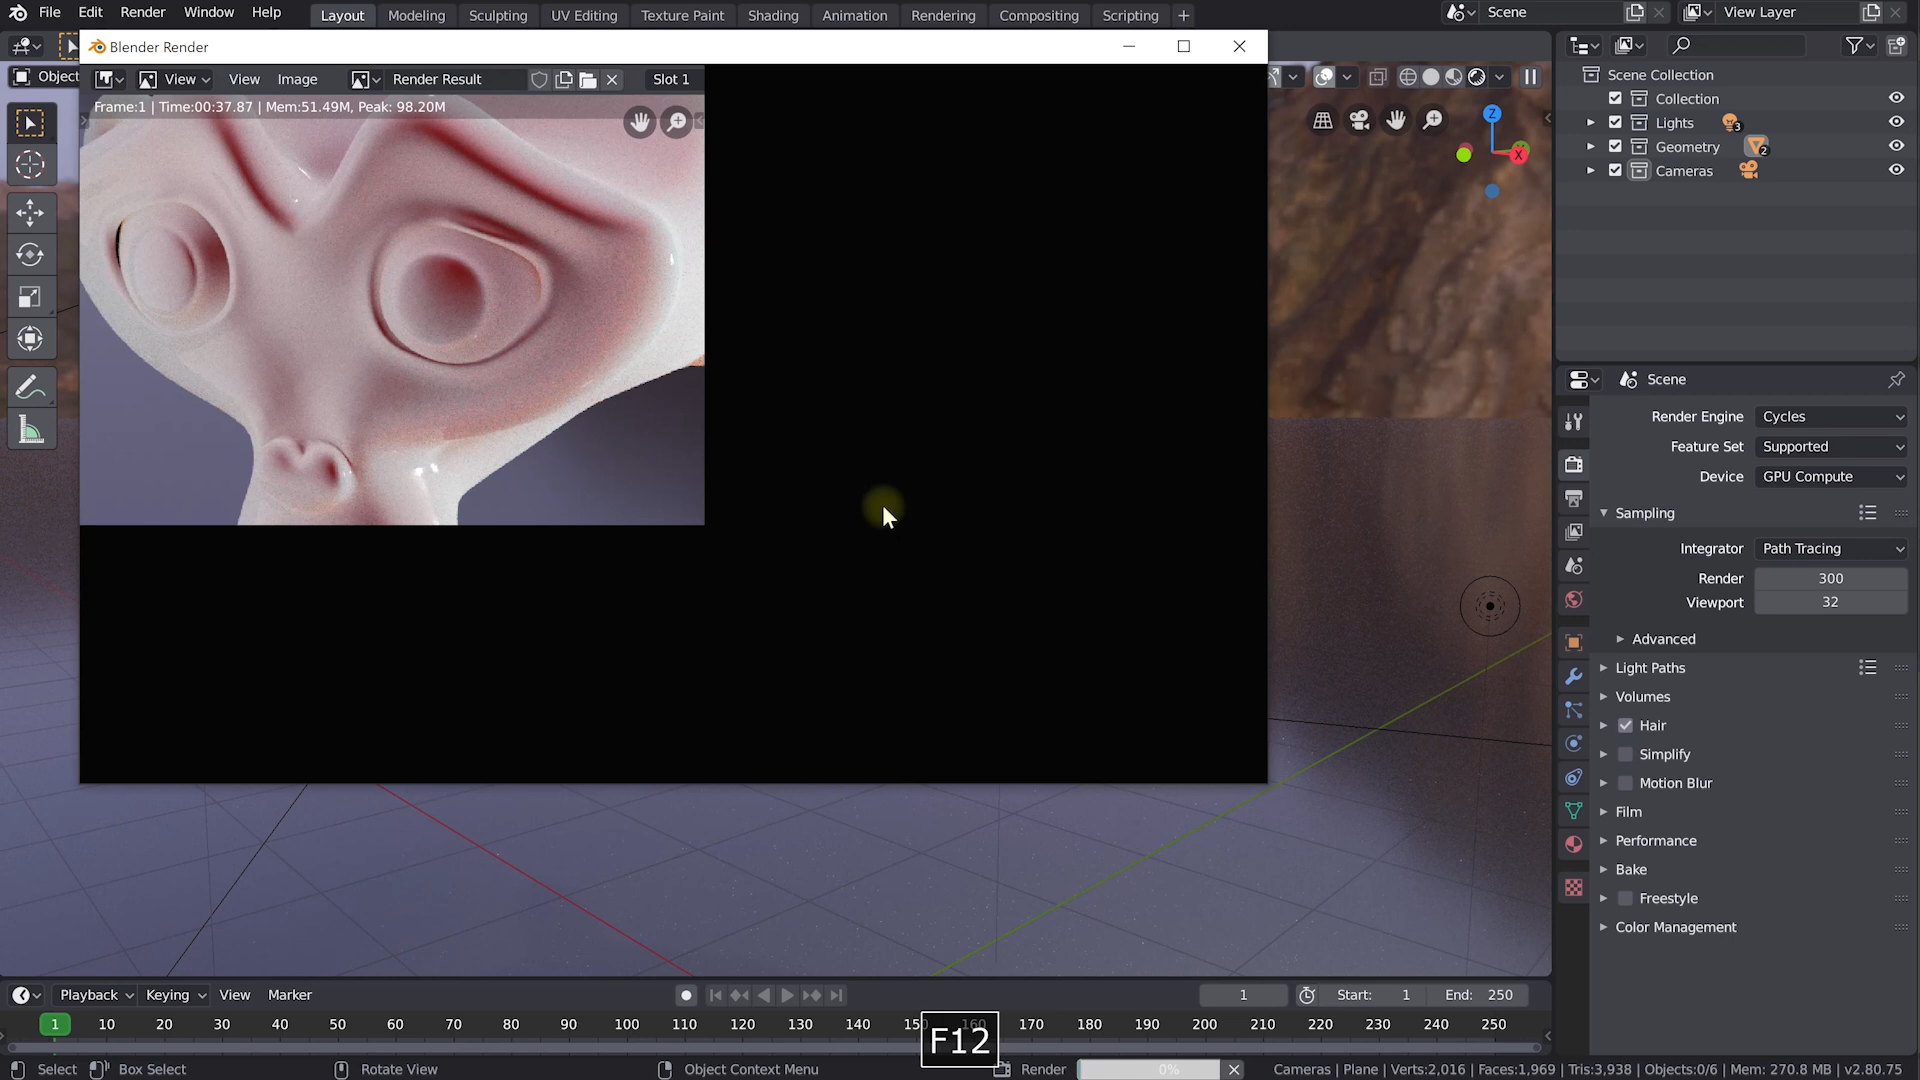 File Edit Render Window Help Layout Modeling Sculpting UV Editing Texture Paint Shading Animation Rendering Compositing Scripting + Scene View Layer
Blender Render
Object View View Image Render Result Slot 1
Frame:1 | Time:00:37.87 | Mem:51.49M, Peak: 98.20M
Z
X
Scene Collection
Collection
Lights 3
Geometry 2
Cameras
Scene
Render Engine Cycles
Feature Set Supported
Device GPU Compute
Sampling
Integrator Path Tracing
Render 300
Viewport 32
Advanced
Light Paths
Volumes
Hair
Simplify
Motion Blur
Film
Performance
Bake
Freestyle
Color Management
Playback Keying View Marker 1 Start: 1 End: 250
1 10 20 30 40 50 60 70 80 90 100 110 120 130 140 160 170 180 190 200 210 220 230 240 250
F12
Select Box Select Rotate View Object Context Menu Render 0% Cameras | Plane | Verts:2,016 | Faces:1,969 | Tris:3,938 | Objects:0/6 | Mem: 270.8 MB | v2.80.75